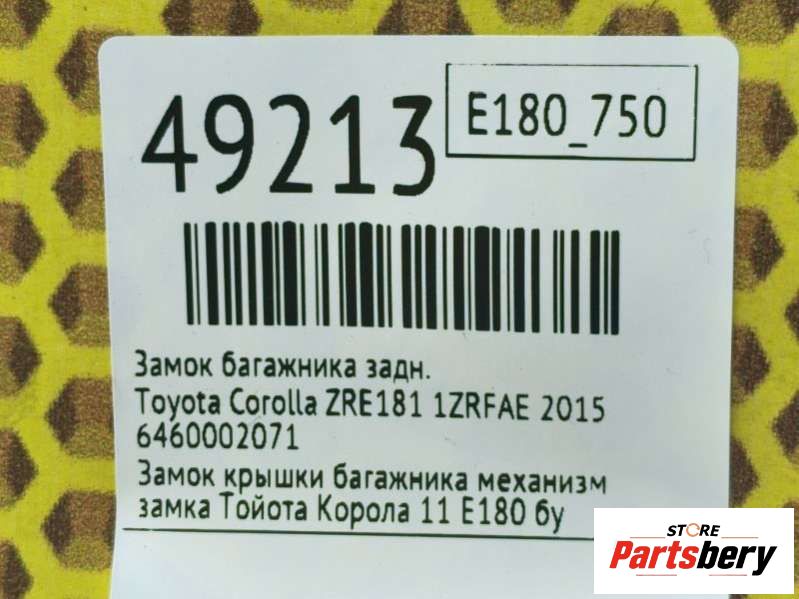 49213
E180_750
Замок багажника задн.
Toyota Corolla ZRE181 1ZRFAE 2015
6460002071
Замок крышки багажника механизм
замка Тойота Корола 11 Е180 бу
STORE
Partsbery